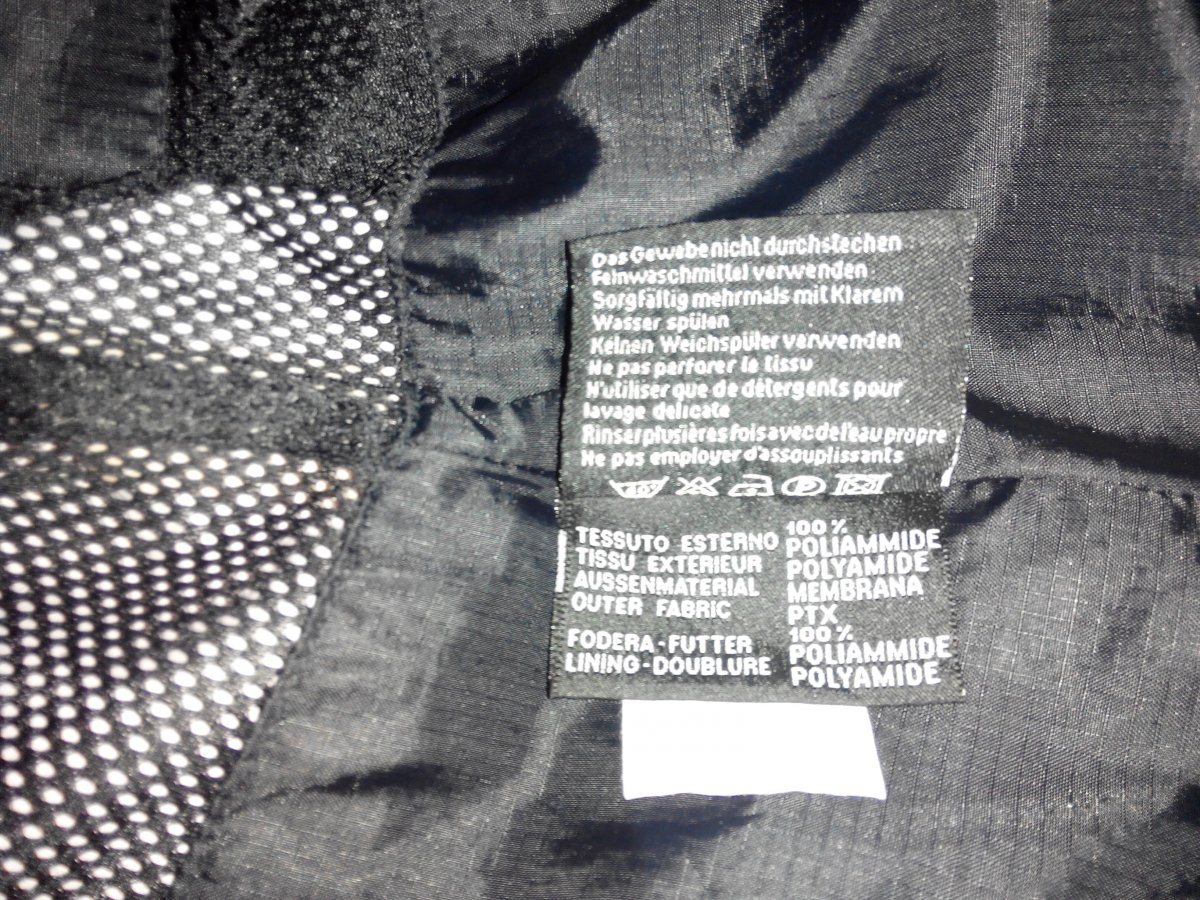 Das Gewebe nicht durchstechen
Feinwaschmittel verwenden
Sorgfältig mehrmals mit Klarem
Wasser spülen
Keinen Weichspüler verwenden
Ne pas perforer le tissu
N'utiliser que de détergents pour
lavage délicate
Rinser plusières fois avec de l'eau propre
Ne pas employer d'assouplissants
TESSUTO ESTERNO 100 % POLIAMMIDE
TISSU EXTERIEUR POLYAMIDE
AUSSENMATERIAL MEMBRANA
OUTER FABRIC PTX
FODERA-FUTTER 100 % POLIAMMIDE
LINING-DOUBLURE POLYAMIDE